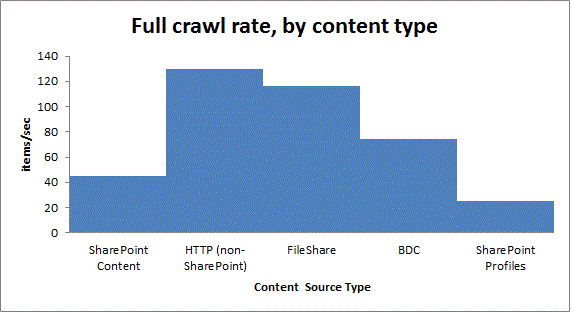 Full crawl rate, by content type
items/sec
140
120
100
80
60
40
20
0
SharePoint Content
HTTP (non-SharePoint)
FileShare
BDC
SharePoint Profiles
Content  Source Type